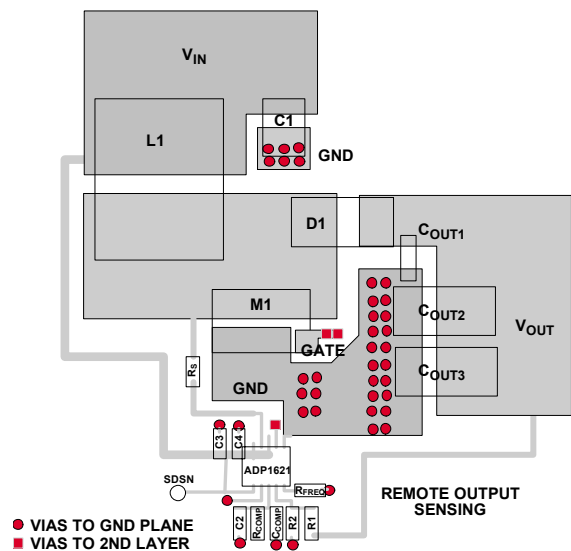 VIN
C1
L1
GND
D1
COUT1
M1
COUT2
VOUT
GATE
RS
COUT3
GND
C3
C4
ADP1621
SDSN
RFREQ
REMOTE OUTPUT
SENSING
C2
RCOMP
CCOMP
R2
R1
VIAS TO GND PLANE
VIAS TO 2ND LAYER